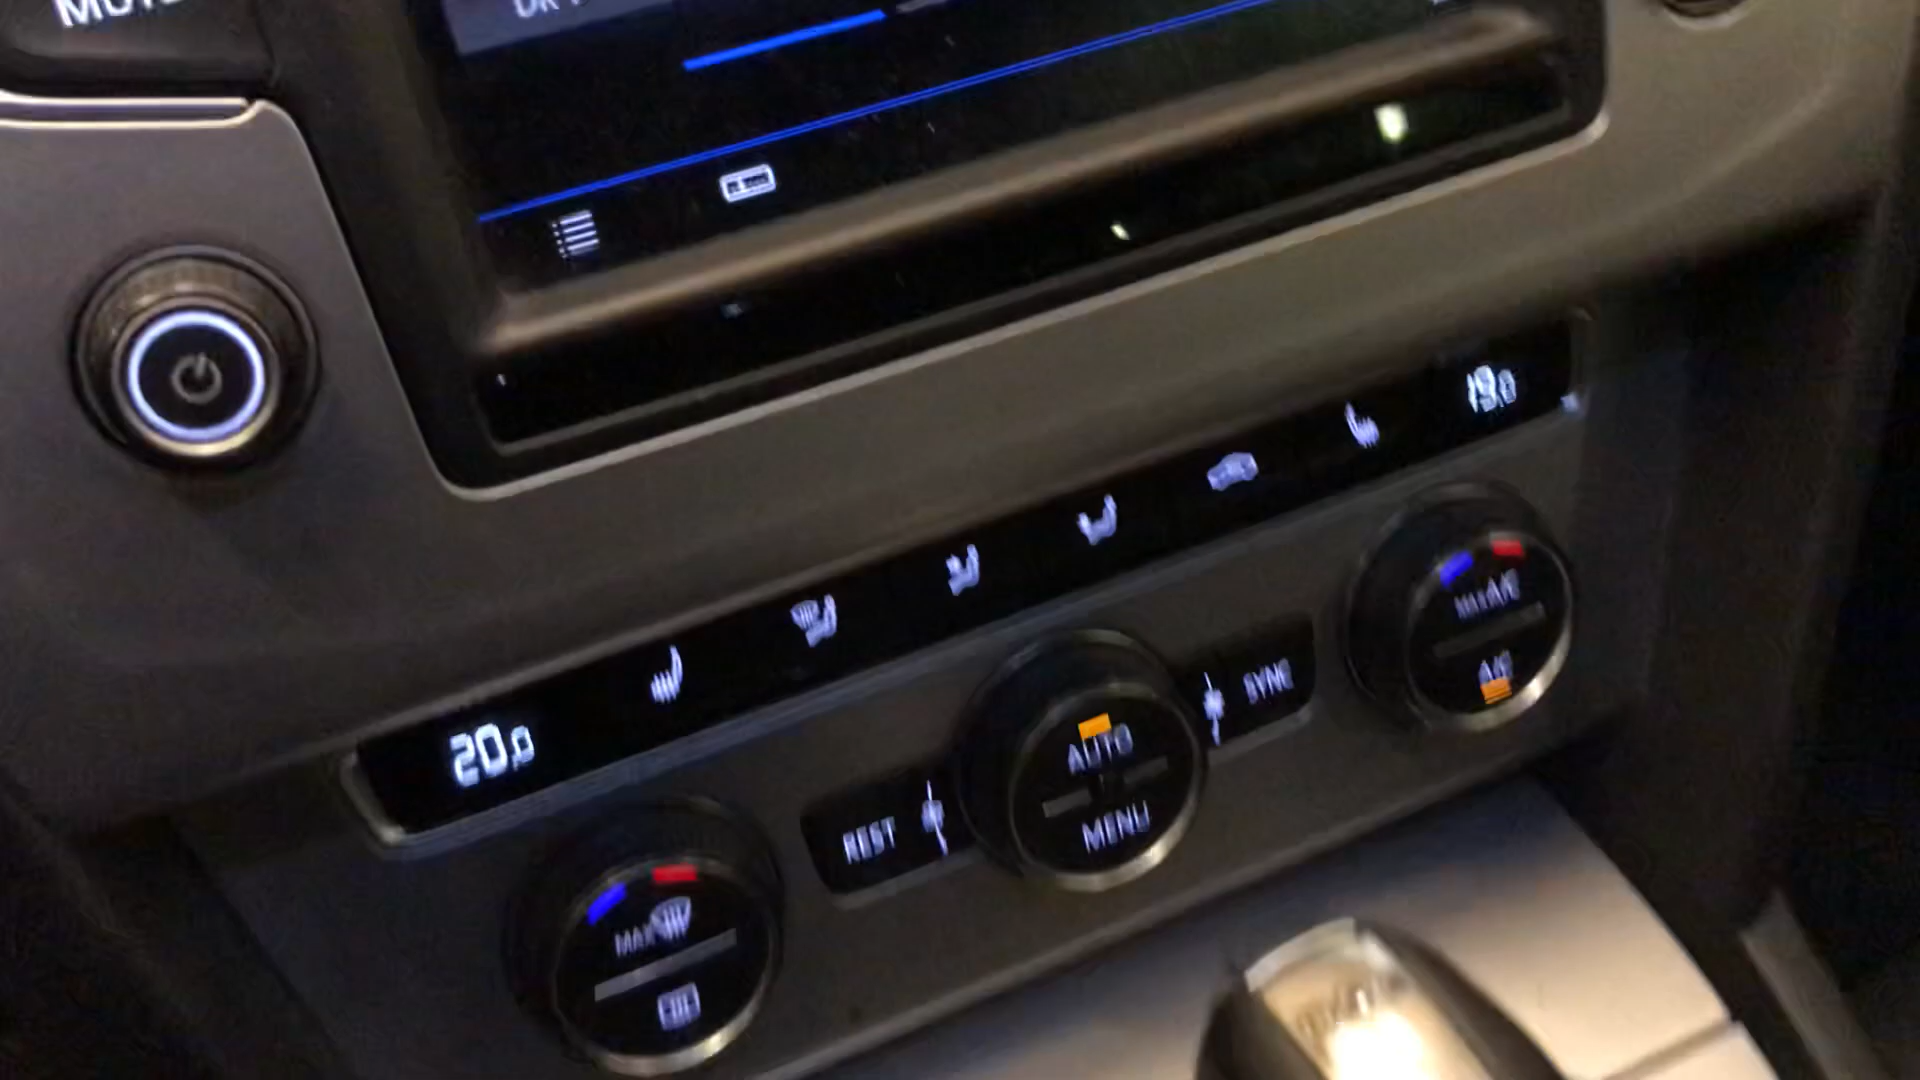 19.0
20.0
SYNC
MAX A/C
A/C
AUTO
MENU
REST
MAX